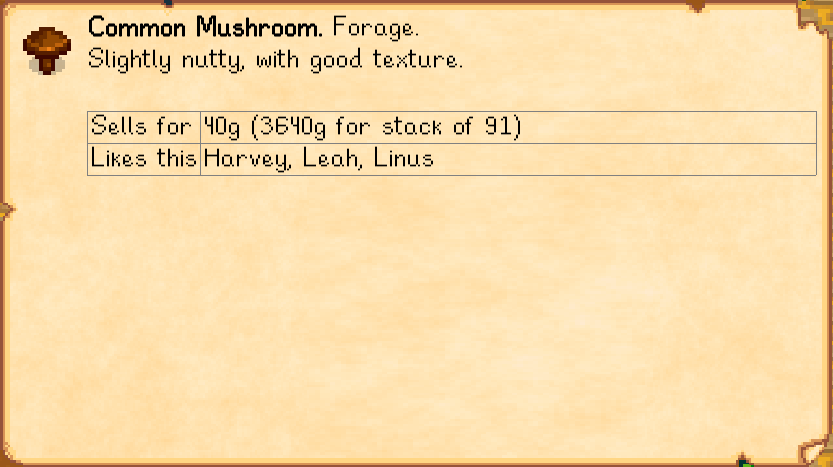 Common Mushroom. Forage.
Slightly nutty, with good texture.
Sells for 40g (3640g for stack of 91)
Likes this Harvey, Leah, Linus